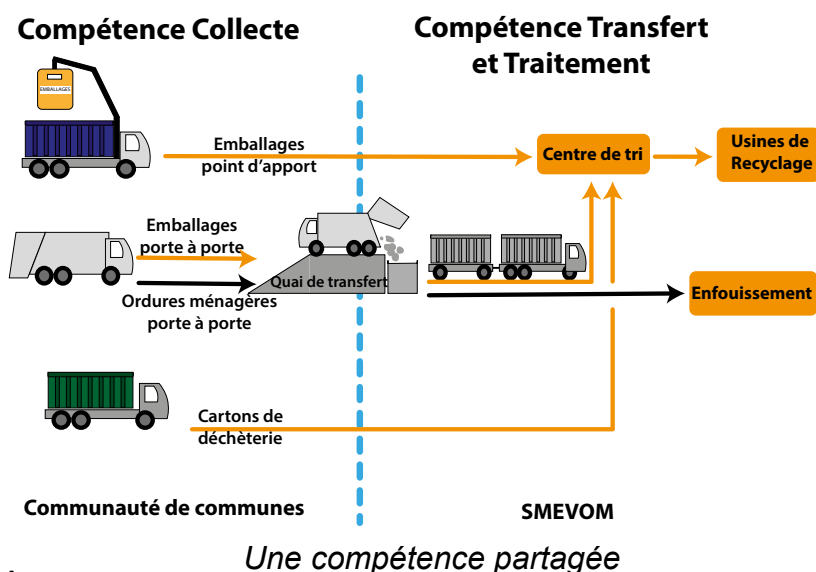 Compétence Collecte
Compétence Transfert
et Traitement
EMBALLAGES
Emballages
point d’apport
Centre de tri
Usines de
Recyclage
Emballages
porte à porte
Quai de transfert
Ordures ménagères
porte à porte
Enfouissement
Cartons de
déchèterie
Communauté de communes
SMEVOM
Une compétence partagée